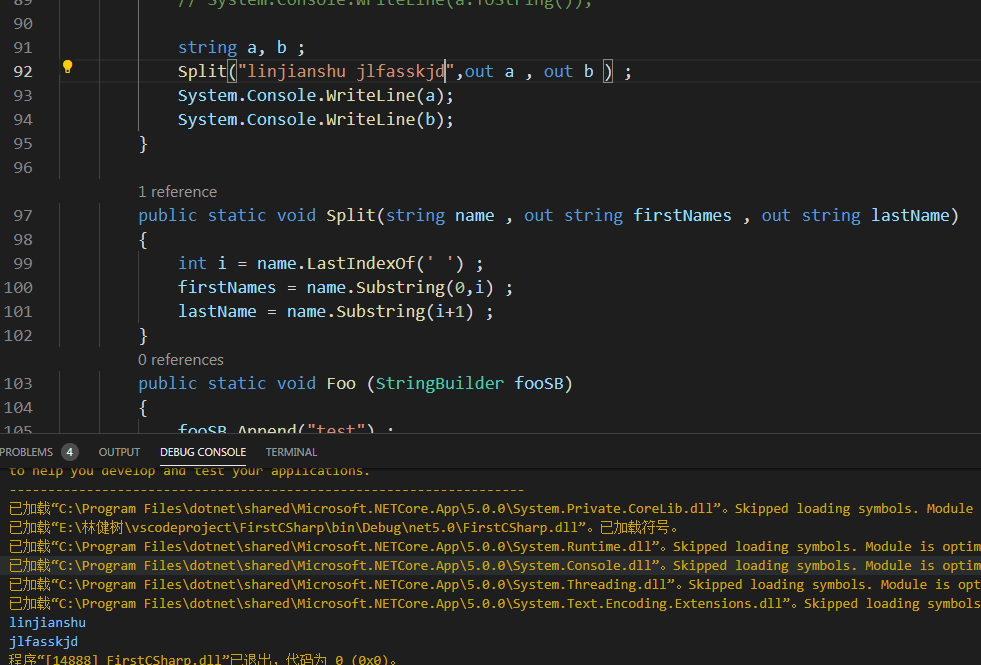 89 // System.Console.WriteLine(a.ToString());
90
91 string a, b ;
92 Split("linjianshu jlfasskjd",out a , out b ) ;
93 System.Console.WriteLine(a);
94 System.Console.WriteLine(b);
95 }
96
1 reference
97 public static void Split(string name , out string firstNames , out string lastName)
98 {
99 int i = name.LastIndexOf(' ') ;
100 firstNames = name.Substring(0,i) ;
101 lastName = name.Substring(i+1) ;
102 }
0 references
103 public static void Foo (StringBuilder fooSB)
104 {
105 fooSB.Append("test") ;
PROBLEMS 4 OUTPUT DEBUG CONSOLE TERMINAL
to help you develop and test your applications.
-------------------------------------------------------------------
已加载“C:\Program Files\dotnet\shared\Microsoft.NETCore.App\5.0.0\System.Private.CoreLib.dll”。Skipped loading symbols. Module
已加载“E:\林健树\vscodeproject\FirstCSharp\bin\Debug\net5.0\FirstCSharp.dll”。已加载符号。
已加载“C:\Program Files\dotnet\shared\Microsoft.NETCore.App\5.0.0\System.Runtime.dll”。Skipped loading symbols. Module is optim
已加载“C:\Program Files\dotnet\shared\Microsoft.NETCore.App\5.0.0\System.Console.dll”。Skipped loading symbols. Module is optim
已加载“C:\Program Files\dotnet\shared\Microsoft.NETCore.App\5.0.0\System.Threading.dll”。Skipped loading symbols. Module is opt
已加载“C:\Program Files\dotnet\shared\Microsoft.NETCore.App\5.0.0\System.Text.Encoding.Extensions.dll”。Skipped loading symbols
linjianshu
jlfasskjd
程序“[14888] FirstCSharp.dll”已退出，代码为 0 (0x0)。